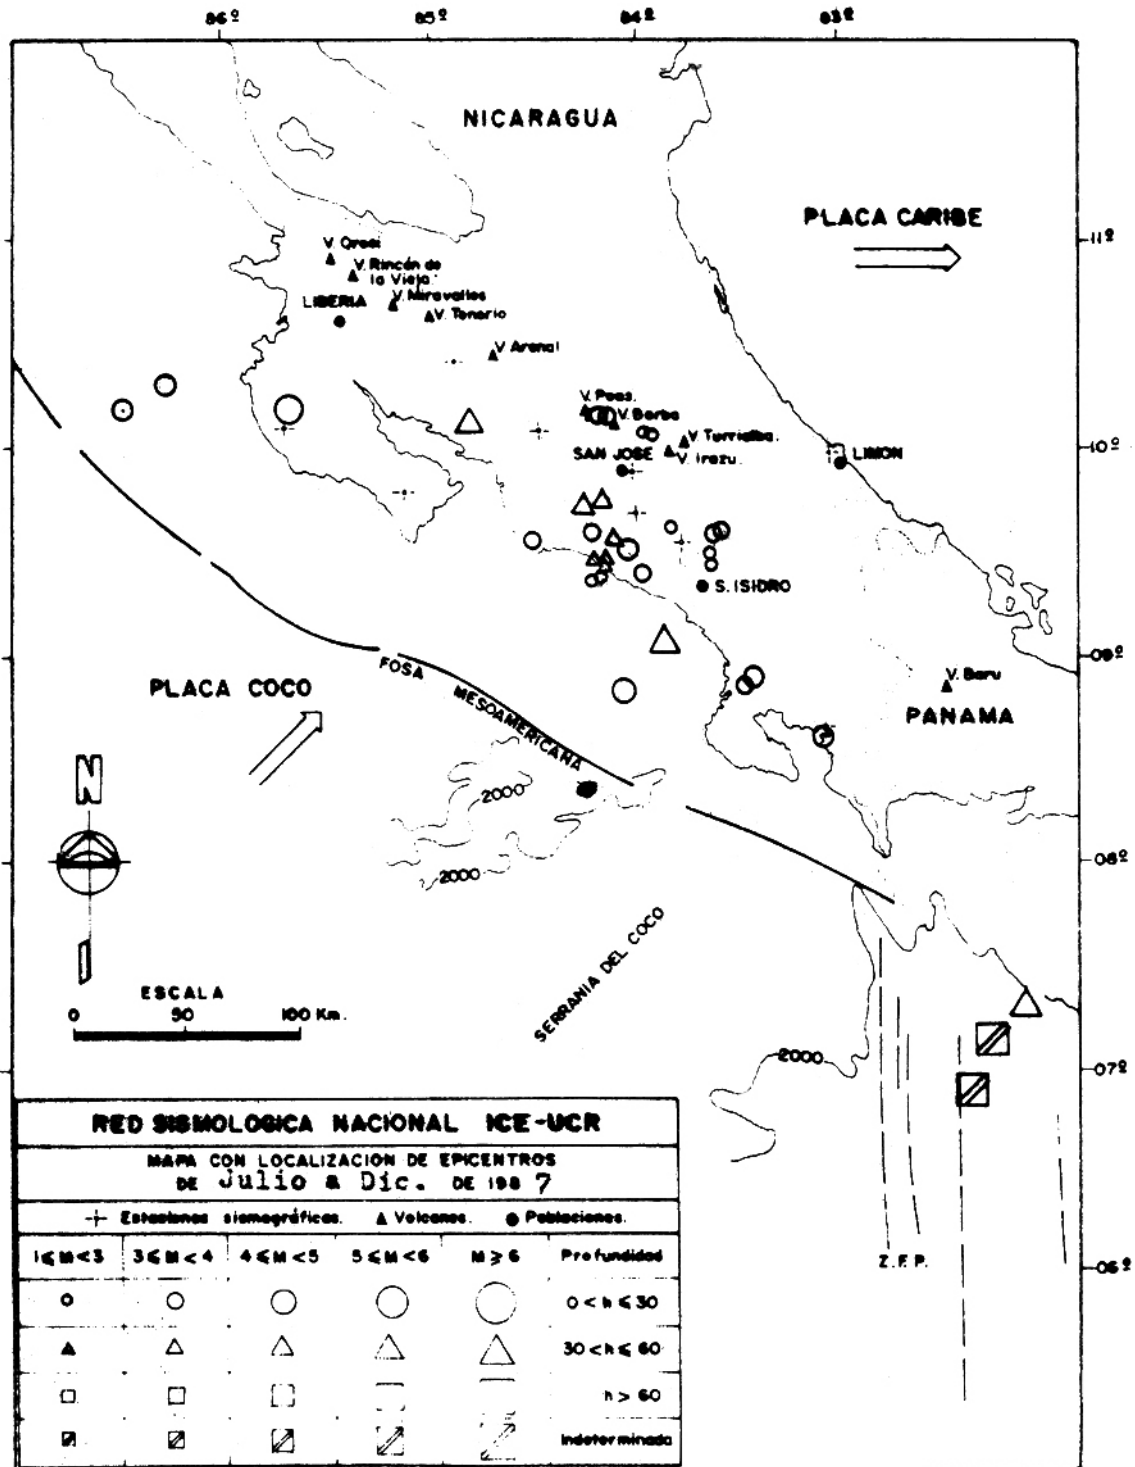 86º 85º 84º 83º
NICARAGUA
PLACA CARIBE
11º
V. Orosi
V. Rincón de
la Vieja.
V. Miravalles
LIBERIA
V. Tenorio
V. Arenal
V. Poas.
V. Barba
V. Turrialba.
10º
SAN JOSE
V. Irazu.
LIMON
S. ISIDRO
09º
FOSA MESOAMERICANA
PLACA COCO
V. Baru
PANAMA
N
2000
08º
2000
SERRANIA DEL COCO
ESCALA
0 50 100 Km.
2000
07º
Z.F.P.
06º
RED SISMOLOGICA NACIONAL ICE-UCR
MAPA CON LOCALIZACION DE EPICENTROS
DE Julio a Dic. DE 1987
Estaciones sismográficas. Volcanes. Poblaciones.
1≤M<3 3≤M<4 4≤M<5 5≤M<6 M≥6 Profundidad
0<h≤30
30<h≤60
h>60
Indeterminada